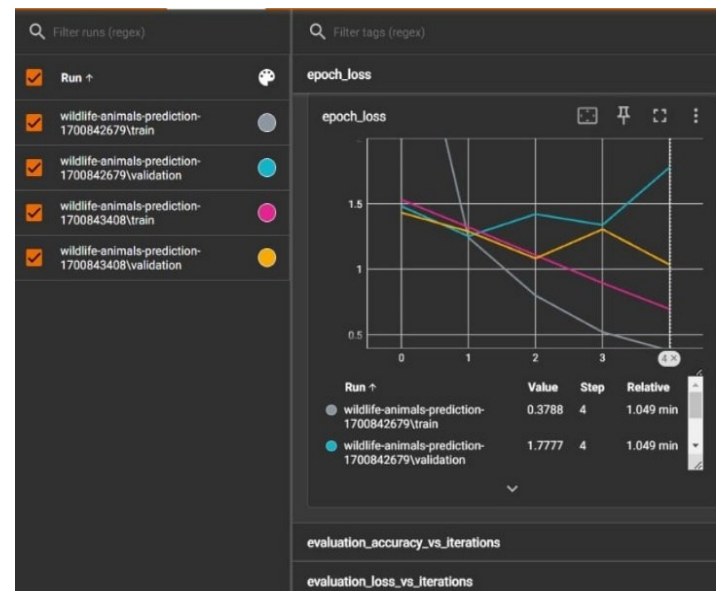 Filter runs (regex)
Run ↑
wildlife-animals-prediction-
1700842679\train
wildlife-animals-prediction-
1700842679\validation
wildlife-animals-prediction-
1700843408\train
wildlife-animals-prediction-
1700843408\validation
Filter tags (regex)
epoch_loss
epoch_loss
1.5
1
0.5
0 1 2 3 4 ×
Run ↑ Value Step Relative
wildlife-animals-prediction-
1700842679\train 0.3788 4 1.049 min
wildlife-animals-prediction-
1700842679\validation 1.7777 4 1.049 min
evaluation_accuracy_vs_iterations
evaluation_loss_vs_iterations